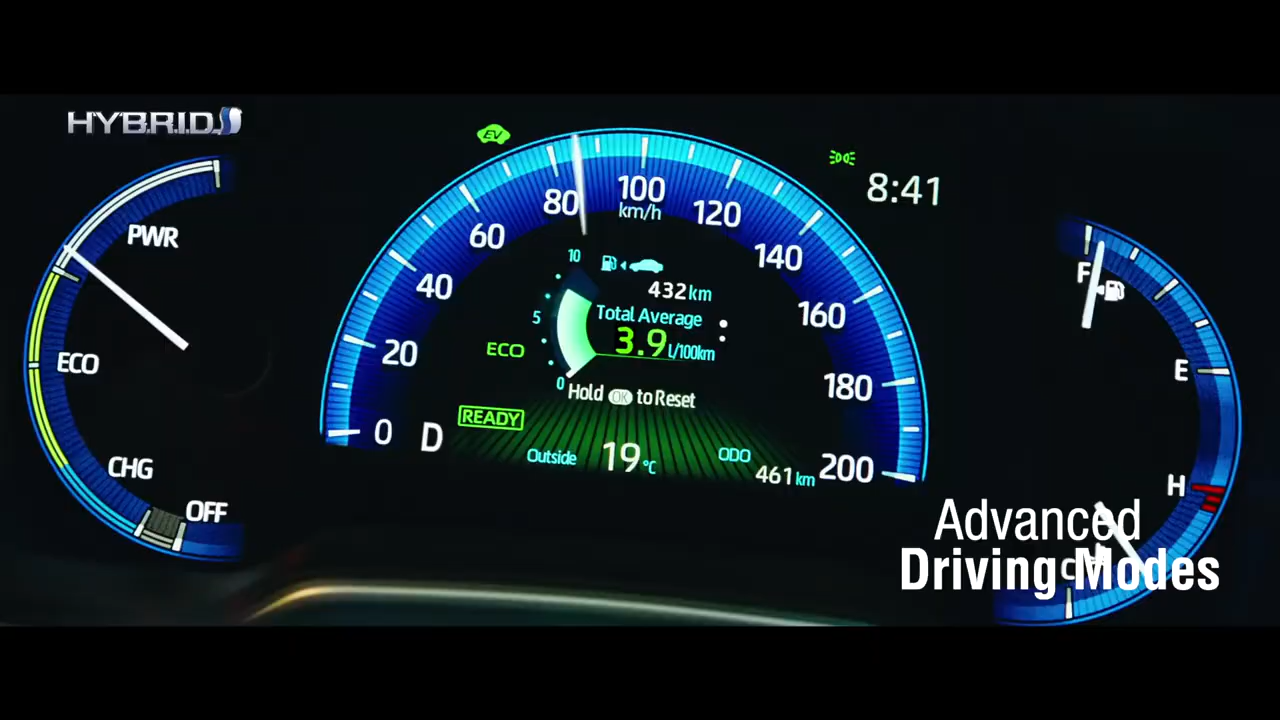 HYBRID
EV
8:41
PWR
ECO
CHG
OFF
0
20
40
60
80
100
km/h
120
140
160
180
200
10
5
0
432 km
Total Average
3.9 L/100km
Hold OK to Reset
ECO
READY
D
Outside 19 °C
ODO 461 km
F
E
H
C
Advanced
Driving Modes